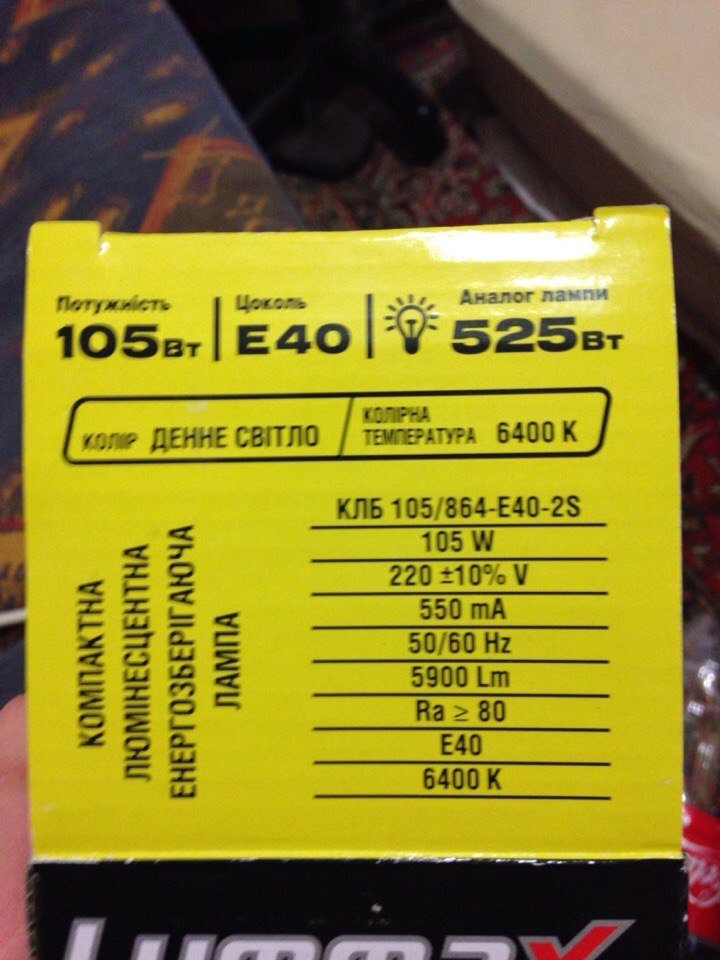 Потужність
105Вт
Цоколь
E40
Аналог лампи
525Вт
КОЛІР ДЕННЕ СВІТЛО
КОЛІРНА
ТЕМПЕРАТУРА 6400 K
КОМПАКТНА
ЛЮМІНЕСЦЕНТНА
ЕНЕРГОЗБЕРІГАЮЧА
ЛАМПА
КЛБ 105/864-E40-2S
105 W
220 ±10% V
550 mA
50/60 Hz
5900 Lm
Ra ≥ 80
E40
6400 K